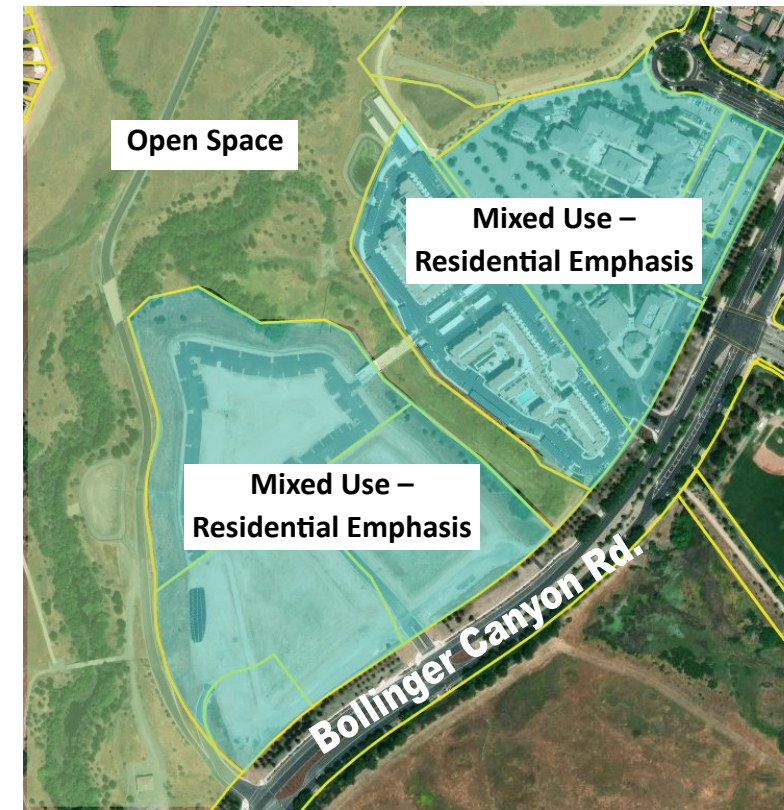 Open Space
Mixed Use –
Residential Emphasis
Mixed Use –
Residential Emphasis
Bollinger Canyon Rd.